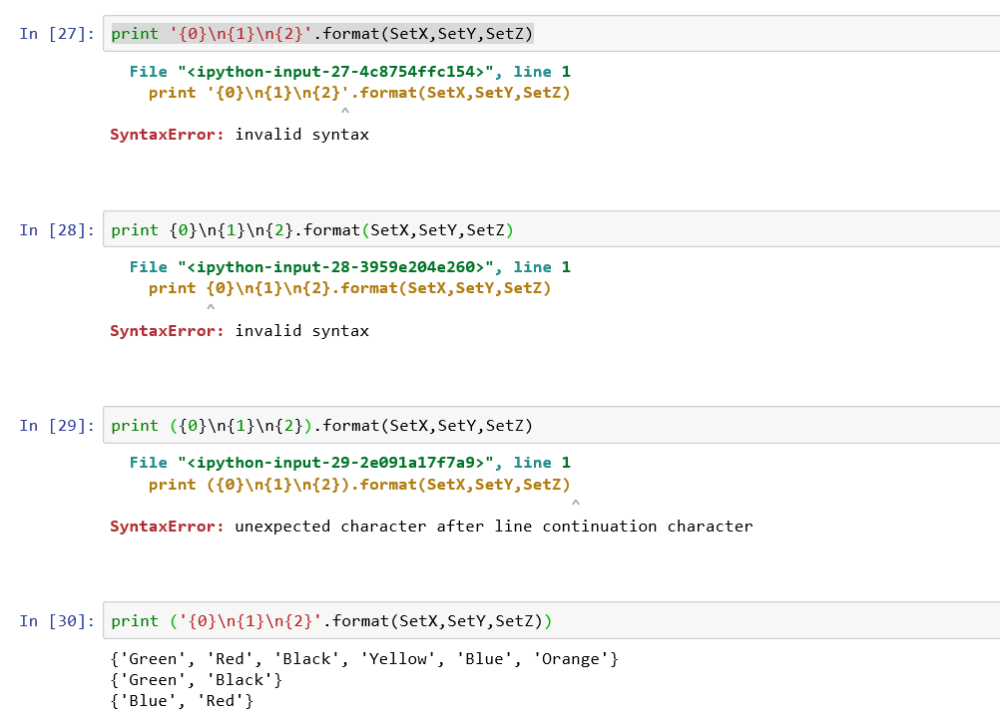 In [27]: print '{0}\n{1}\n{2}'.format(SetX,SetY,SetZ)
File "<ipython-input-27-4c8754ffc154>", line 1
print '{0}\n{1}\n{2}'.format(SetX,SetY,SetZ)
^
SyntaxError: invalid syntax
In [28]: print {0}\n{1}\n{2}.format(SetX,SetY,SetZ)
File "<ipython-input-28-3959e204e260>", line 1
print {0}\n{1}\n{2}.format(SetX,SetY,SetZ)
^
SyntaxError: invalid syntax
In [29]: print ({0}\n{1}\n{2}).format(SetX,SetY,SetZ)
File "<ipython-input-29-2e091a17f7a9>", line 1
print ({0}\n{1}\n{2}).format(SetX,SetY,SetZ)
^
SyntaxError: unexpected character after line continuation character
In [30]: print ('{0}\n{1}\n{2}'.format(SetX,SetY,SetZ))
{'Green', 'Red', 'Black', 'Yellow', 'Blue', 'Orange'}
{'Green', 'Black'}
{'Blue', 'Red'}